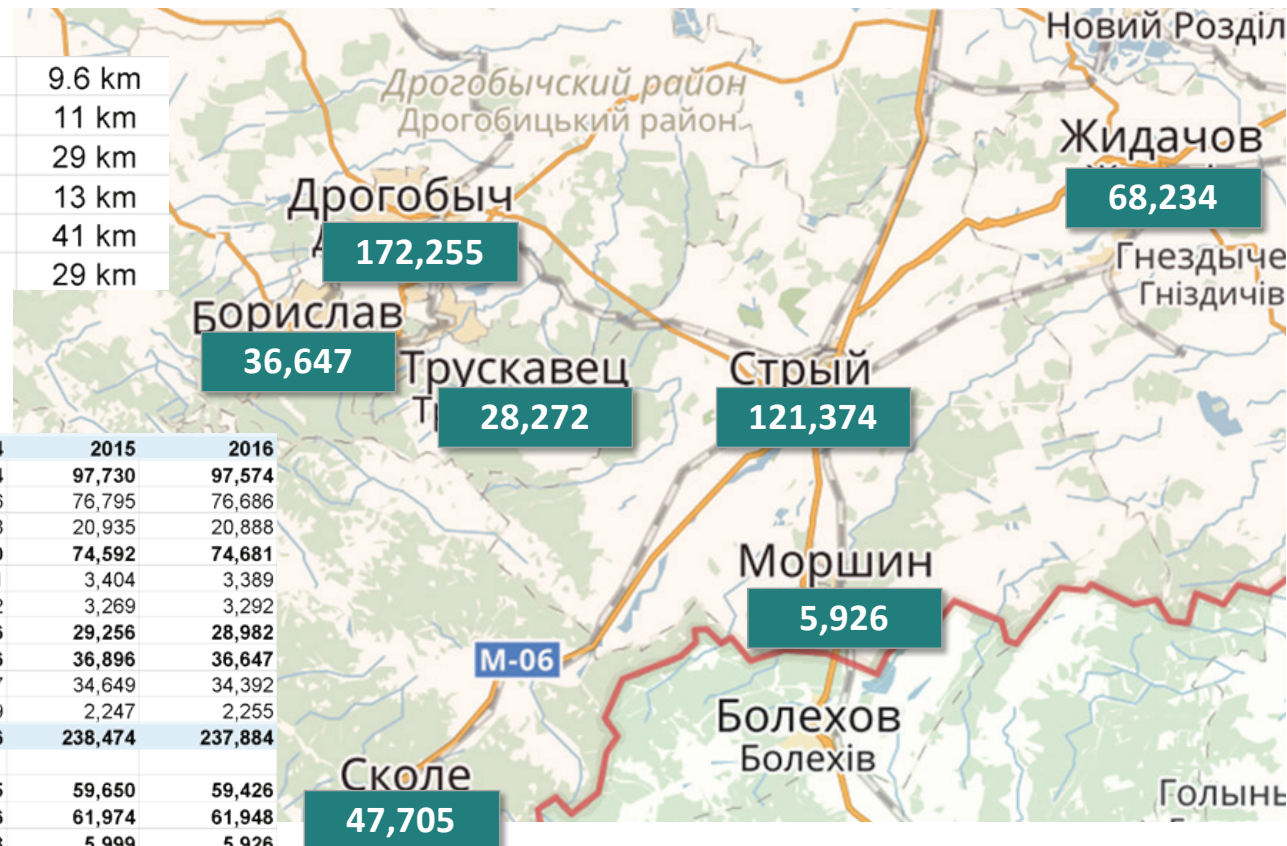 Новий Розділ
9.6 km
11 km
29 km
13 km
41 km
29 km
Дрогобычский район
Дрогобицький район
Жидачов
68,234
Дрогобыч
172,255
Гнездыче
Гніздичів
Борислав
36,647
Трускавец
28,272
Стрый
121,374
2015 2016
97,730 97,574
76,795 76,686
20,935 20,888
74,592 74,681
3,404 3,389
3,269 3,292
29,256 28,982
36,896 36,647
34,649 34,392
2,247 2,255
238,474 237,884
59,650 59,426
61,974 61,948
5,999 5,926
Моршин
5,926
М-06
Болехов
Болехів
Сколе
47,705
Голынь